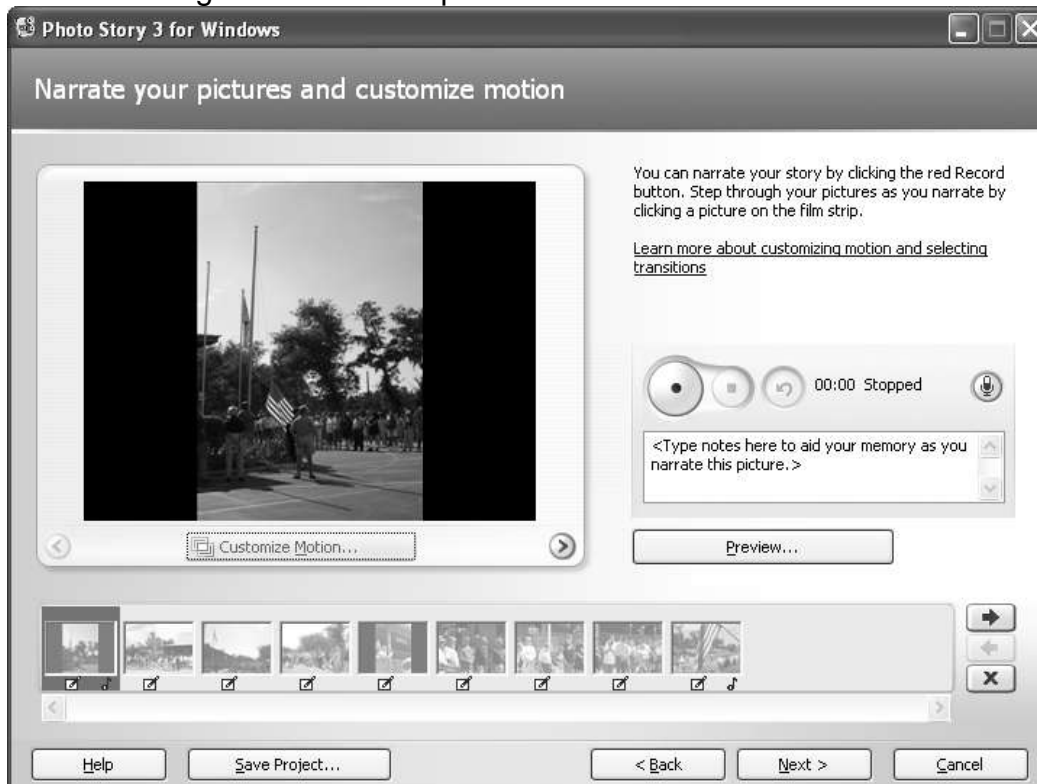 Photo Story 3 for Windows
Narrate your pictures and customize motion
You can narrate your story by clicking the red Record
button. Step through your pictures as you narrate by
clicking a picture on the film strip.
Learn more about customizing motion and selecting
transitions
00:00 Stopped
<Type notes here to aid your memory as you
narrate this picture.>
Customize Motion...
Preview...
Help
Save Project...
< Back
Next >
Cancel